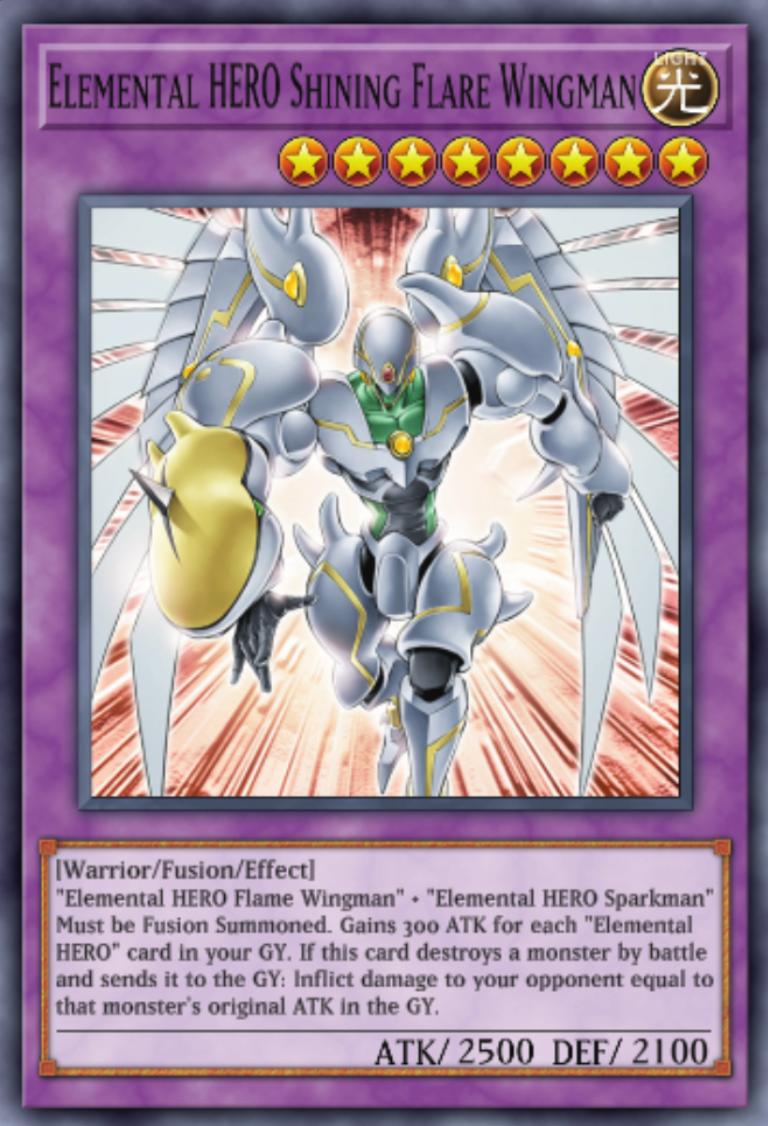 Elemental HERO Shining Flare Wingman
LIGHT
光
[Warrior/Fusion/Effect]
"Elemental HERO Flame Wingman" + "Elemental HERO Sparkman"
Must be Fusion Summoned. Gains 300 ATK for each "Elemental
HERO" card in your GY. If this card destroys a monster by battle
and sends it to the GY: Inflict damage to your opponent equal to
that monster's original ATK in the GY.
ATK/ 2500 DEF/ 2100